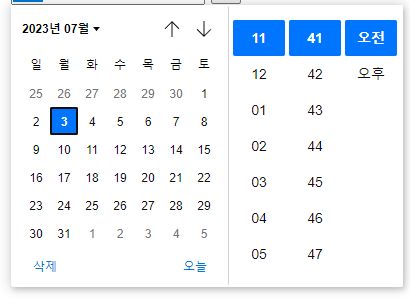 2023년 07월
일 월 화 수 목 금 토
25 26 27 28 29 30 1
2 3 4 5 6 7 8
9 10 11 12 13 14 15
16 17 18 19 20 21 22
23 24 25 26 27 28 29
30 31 1 2 3 4 5
삭제 오늘
11 41 오전
12 42 오후
01 43
02 44
03 45
04 46
05 47